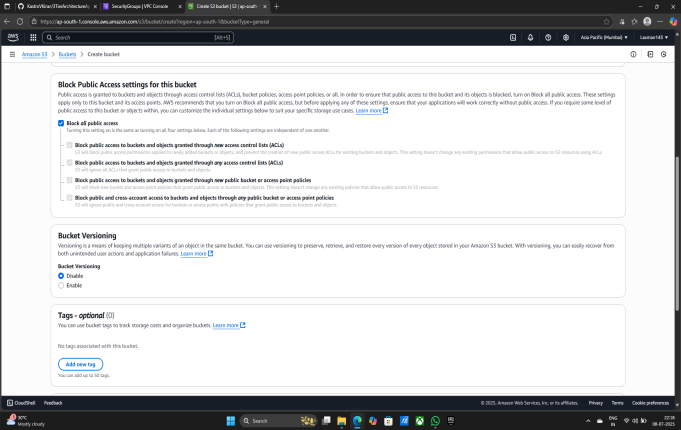 KastroVKiran/3TierArchitectur
SecurityGroups | VPC Console
Create S3 bucket | S3 | ap-south-
https://ap-south-1.console.aws.amazon.com/s3/bucket/create?region=ap-south-1&bucketType=general
aws
Search
[Alt+S]
Asia Pacific (Mumbai)
Amazon S3
Buckets
Create bucket
Block Public Access settings for this bucket
Public access is granted to buckets and objects through access control lists (ACLs), bucket policies, access point policies, or all. In order to ensure that public access to this bucket and its objects is blocked, turn on Block all public access. These settings
apply only to this bucket and its access points. AWS recommends that you turn on Block all public access, but before applying any of these settings, ensure that your applications will work correctly without public access. If you require some level of
public access to this bucket or objects within, you can customize the individual settings below to suit your specific storage use cases. Learn more
Block all public access
Turning this setting on is the same as turning on all four settings below. Each of the following settings are independent of one another.
Block public access to buckets and objects granted through new access control lists (ACLs)
S3 will block public access permissions applied to newly added buckets or objects, and prevent the creation of new public access ACLs for existing buckets and objects. This setting doesn't change any existing permissions that allow public access to S3 resources using ACLs.
Block public access to buckets and objects granted through any access control lists (ACLs)
S3 will ignore all ACLs that grant public access to buckets and objects.
Block public access to buckets and objects granted through new public bucket or access point policies
S3 will block new bucket and access point policies that grant public access to buckets and objects. This setting doesn't change any existing policies that allow public access to S3 resources.
Block public and cross-account access to buckets and objects through any public bucket or access point policies
S3 will ignore public and cross-account access for buckets or access points with policies that grant public access to buckets and objects.
Bucket Versioning
Versioning is a means of keeping multiple variants of an object in the same bucket. You can use versioning to preserve, retrieve, and restore every version of every object stored in your Amazon S3 bucket. With versioning, you can easily recover from
both unintended user actions and application failures. Learn more
Bucket Versioning
Disable
Enable
Tags - optional (0)
You can use bucket tags to track storage costs and organize buckets. Learn more
No tags associated with this bucket.
Add new tag
You can add up to 50 tags.
CloudShell
Feedback
© 2025, Amazon Web Services, Inc. or its affiliates.
Privacy
Terms
Cookie preferences
30°C
Mostly cloudy
Search
ENG
IN
22:18
08-07-2025